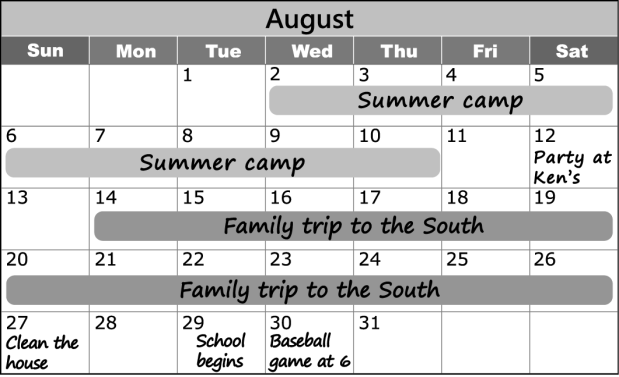 August
Sun Mon Tue Wed Thu Fri Sat
1 2 3 4 5
Summer camp
6 7 8 9 10 11 12
Summer camp
Party at
Ken's
13 14 15 16 17 18 19
Family trip to the South
20 21 22 23 24 25 26
Family trip to the South
27 28 29 30 31
Clean the
house
School
begins
Baseball
game at 6